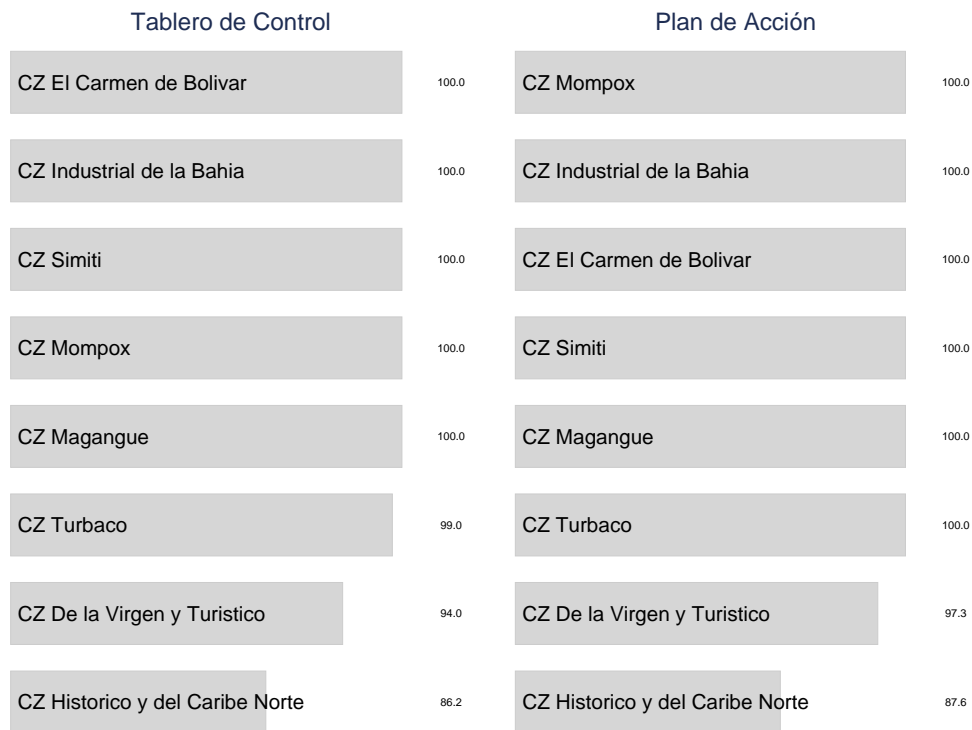 Tablero de Control
CZ El Carmen de Bolivar 100.0
CZ Industrial de la Bahia 100.0
CZ Simiti 100.0
CZ Mompox 100.0
CZ Magangue 100.0
CZ Turbaco 99.0
CZ De la Virgen y Turistico 94.0
CZ Historico y del Caribe Norte 86.2
Plan de Acción
CZ Mompox 100.0
CZ Industrial de la Bahia 100.0
CZ El Carmen de Bolivar 100.0
CZ Simiti 100.0
CZ Magangue 100.0
CZ Turbaco 100.0
CZ De la Virgen y Turistico 97.3
CZ Historico y del Caribe Norte 87.6